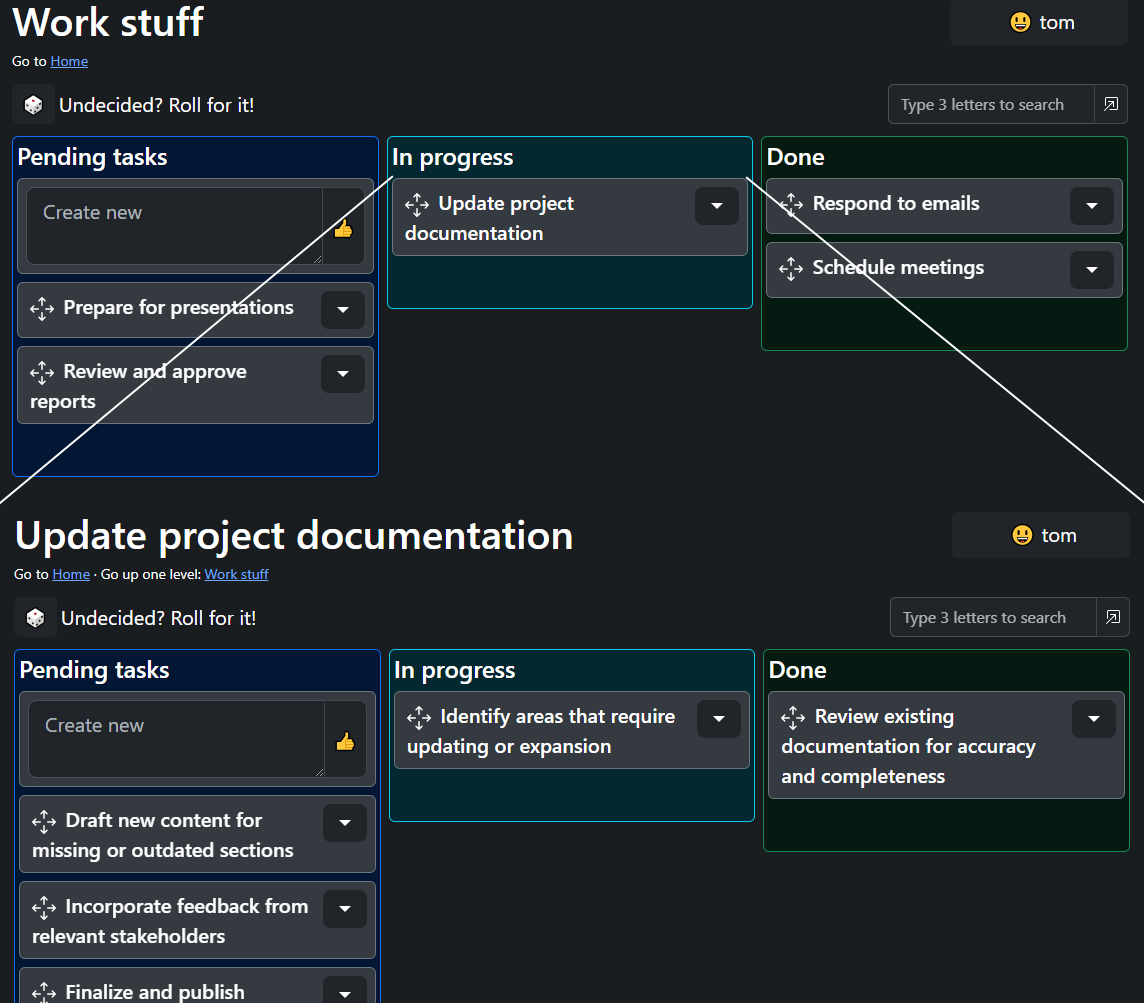 Work stuff
tom
Go to Home
Undecided? Roll for it!
Type 3 letters to search
Pending tasks
Create new
Prepare for presentations
Review and approve
reports
In progress
Update project
documentation
Done
Respond to emails
Schedule meetings
Update project documentation
tom
Go to Home · Go up one level: Work stuff
Undecided? Roll for it!
Type 3 letters to search
Pending tasks
Create new
Draft new content for
missing or outdated sections
Incorporate feedback from
relevant stakeholders
Finalize and publish
In progress
Identify areas that require
updating or expansion
Done
Review existing
documentation for accuracy
and completeness